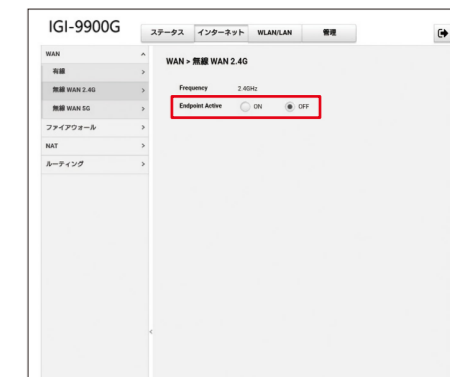 IGI-9900G
ステータス インターネット WLAN/LAN 管理
WAN
有線
無線 WAN 2.4G
無線 WAN 5G
ファイアウォール
NAT
ルーティング
WAN > 無線 WAN 2.4G
Frequency 2.4GHz
Endpoint Active ON OFF